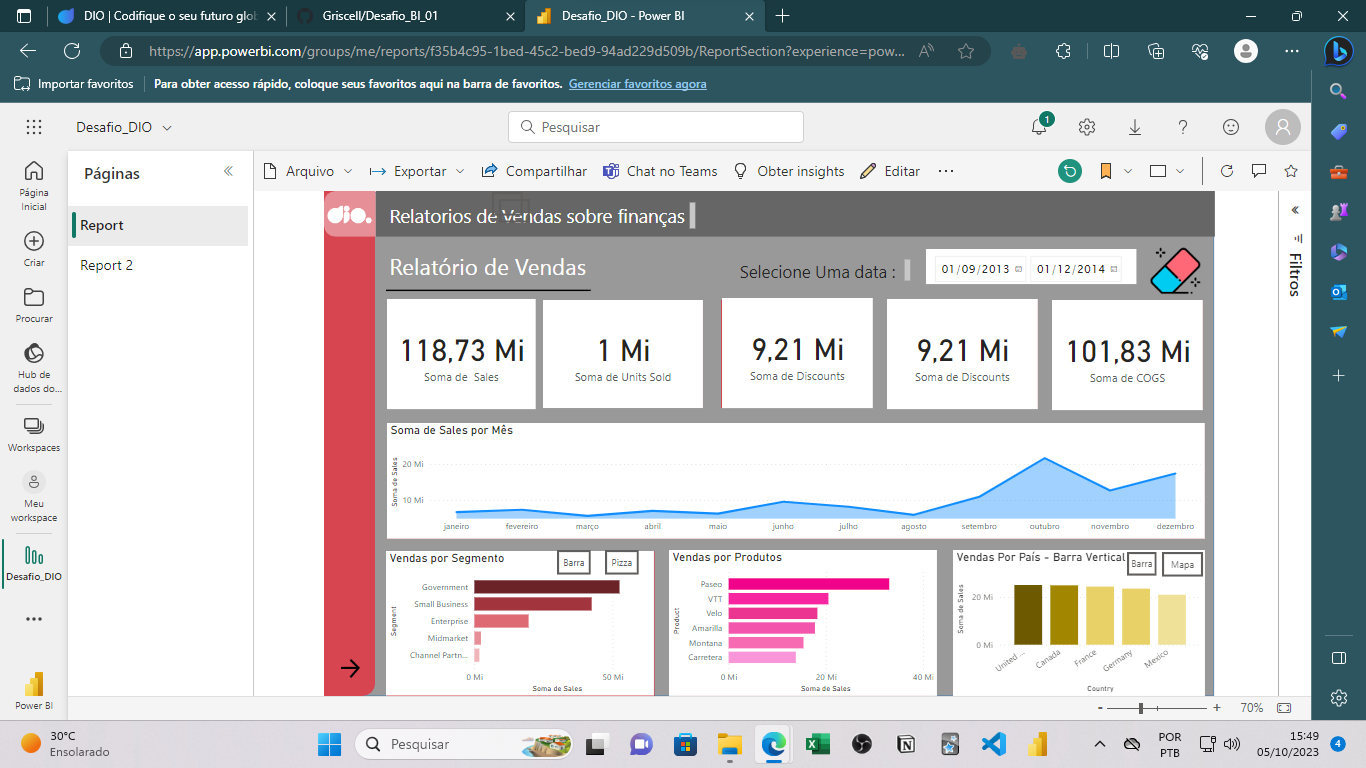 DIO | Codifique o seu futuro glob
Griscell/Desafio_BI_01
Desafio_DIO - Power BI
https://app.powerbi.com/groups/me/reports/f35b4c95-1bed-45c2-bed9-94ad229d509b/ReportSection?experience=pow...
Importar favoritos
Para obter acesso rápido, coloque seus favoritos aqui na barra de favoritos. Gerenciar favoritos agora
Desafio_DIO
Pesquisar
1
Página Inicial
Criar
Procurar
Hub de dados do...
Workspaces
Meu workspace
Desafio_DIO
Power BI
Páginas
Report
Report 2
Arquivo
Exportar
Compartilhar
Chat no Teams
Obter insights
Editar
Filtros
dio.
Relatorios de Vendas sobre finanças
Relatório de Vendas
Selecione Uma data :
01/09/2013
01/12/2014
118,73 Mi
Soma de Sales
1 Mi
Soma de Units Sold
9,21 Mi
Soma de Discounts
9,21 Mi
Soma de Discounts
101,83 Mi
Soma de COGS
Soma de Sales por Mês
Soma de Sales
20 Mi
10 Mi
janeiro fevereiro março abril maio junho julho agosto setembro outubro novembro dezembro
Vendas por Segmento
Barra
Pizza
Segment
Government
Small Business
Enterprise
Midmarket
Channel Partn...
0 Mi 50 Mi
Soma de Sales
Vendas por Produtos
Product
Paseo
VTT
Velo
Amarilla
Montana
Carretera
0 Mi 20 Mi 40 Mi
Soma de Sales
Vendas Por País - Barra Vertical
Barra
Mapa
Soma de Sales
20 Mi
0 Mi
United ... Canada France Germany Mexico
Country
- + 70%
30°C
Ensolarado
Pesquisar
POR
PTB
15:49
05/10/2023
4